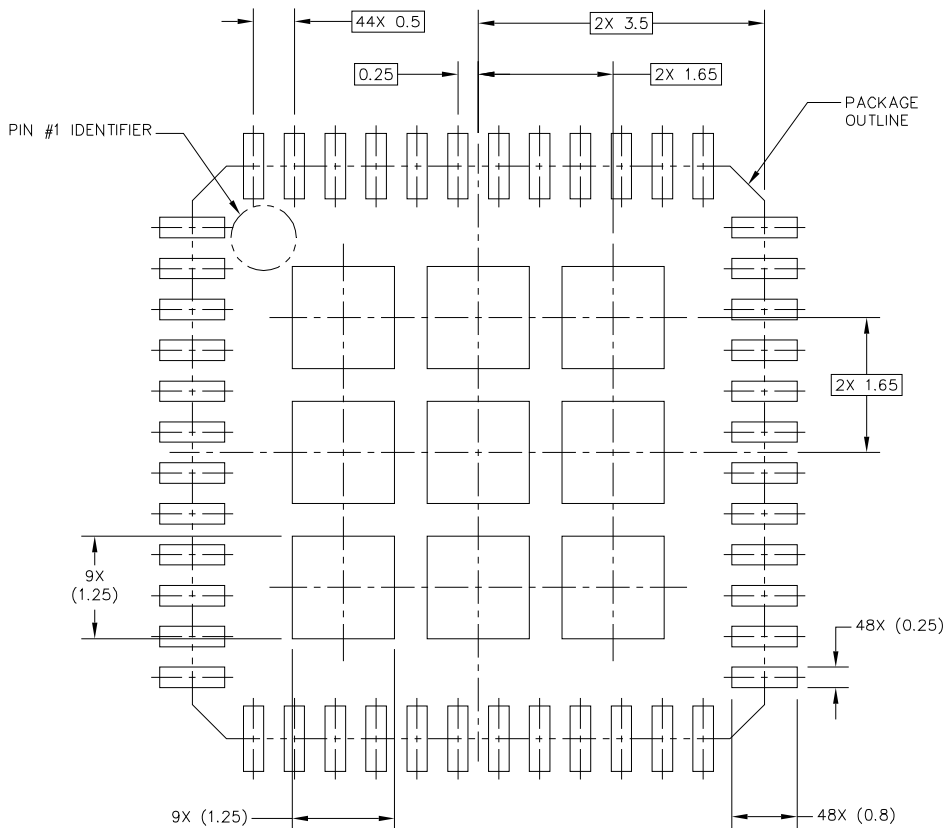 44X 0.5
2X 3.5
0.25
2X 1.65
PIN #1 IDENTIFIER
PACKAGE
OUTLINE
2X 1.65
9X
(1.25)
48X (0.25)
9X (1.25)
48X (0.8)